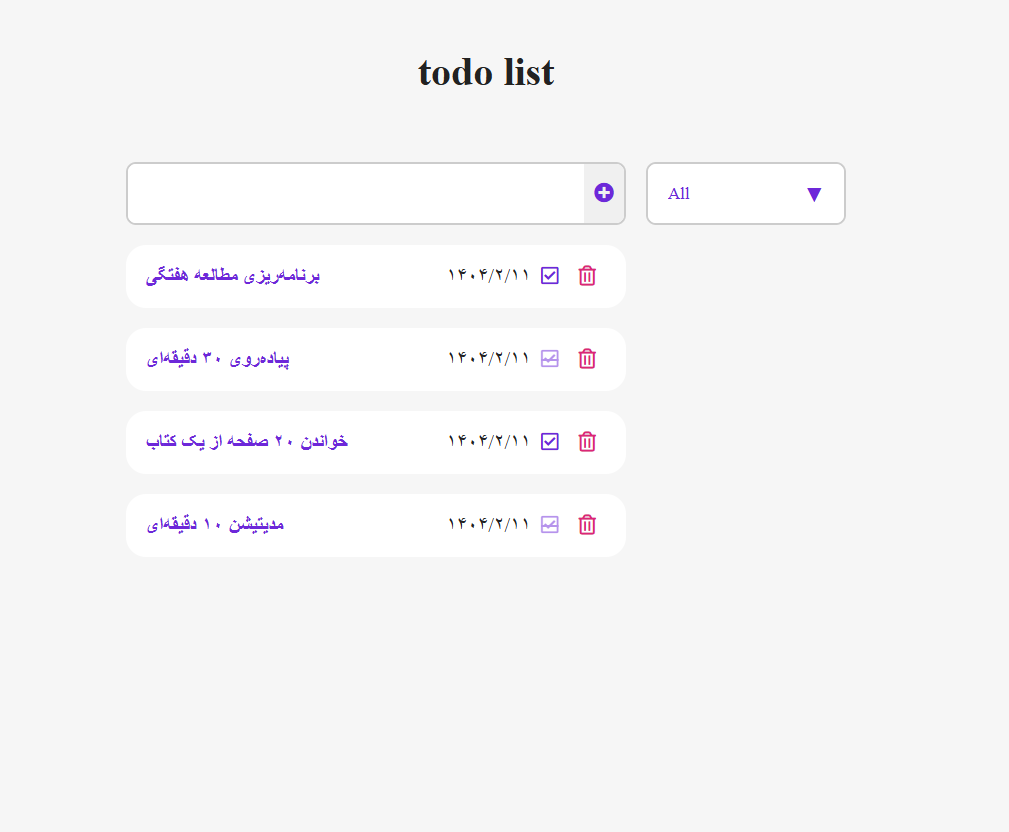 todo list
All
برنامه‌ریزی مطالعه هفتگی ۱۴۰۴/۲/۱۱
پیاده‌روی ۳۰ دقیقه‌ای ۱۴۰۴/۲/۱۱
خواندن ۲۰ صفحه از یک کتاب ۱۴۰۴/۲/۱۱
مدیتیشن ۱۰ دقیقه‌ای ۱۴۰۴/۲/۱۱